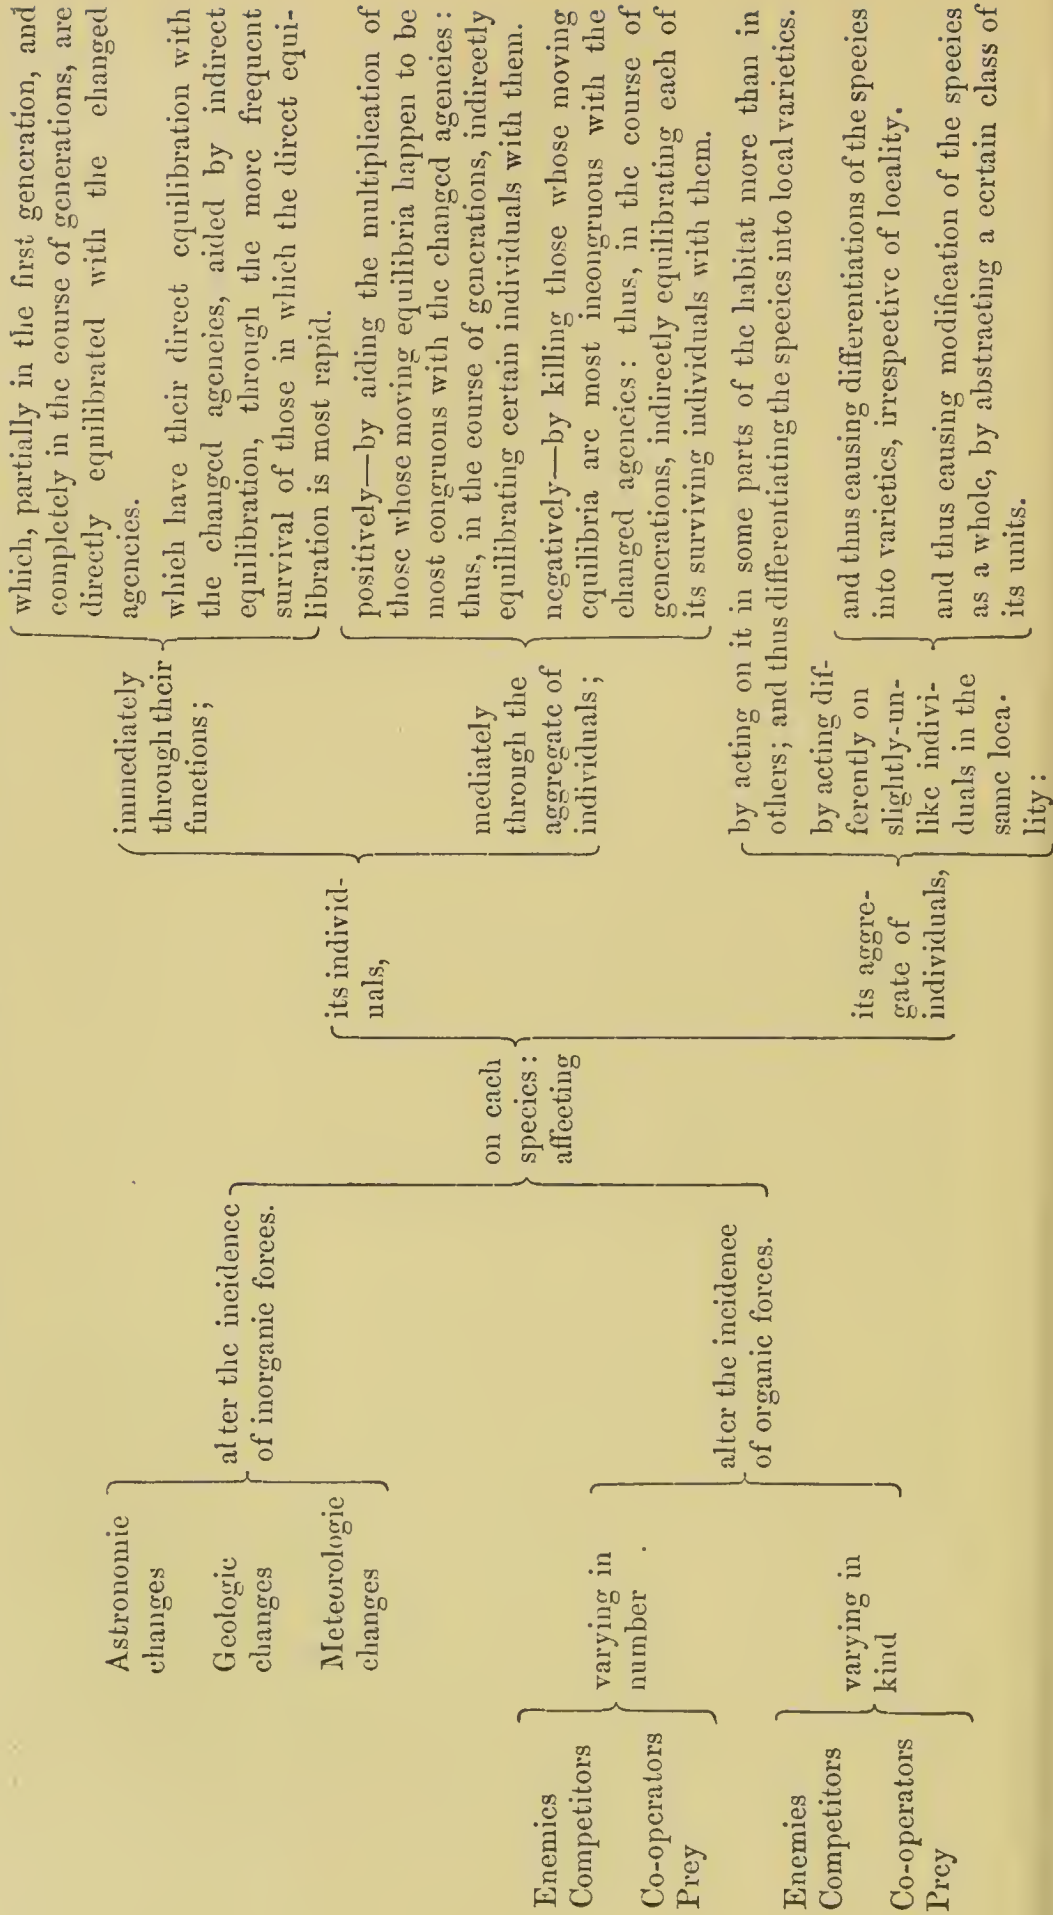 Astronomic
changes
Geologic
changes
Meteorologic
changes
alter the incidence
of inorganic forces.
Enemies
Competitors
Co-operators
Prey
varying in
number
Enemies
Competitors
Co-operators
Prey
varying in
kind
alter the incidence
of organic forces.
on each
species:
affecting
its individ-
uals,
immediately
through their
functions;
which, partially in the first generation, and
completely in the course of generations, are
directly equilibrated with the changed
agencies.
which have their direct equilibration with
the changed agencies, aided by indirect
equilibration, through the more frequent
survival of those in which the direct equi-
libration is most rapid.
mediately
through the
aggregate of
individuals;
positively—by aiding the multiplication of
those whose moving equilibria happen to be
most congruous with the changed agencies:
thus, in the course of generations, indirectly
equilibrating certain individuals with them.
negatively—by killing those whose moving
equilibria are most incongruous with the
changed agencies: thus, in the course of
generations, indirectly equilibrating each of
its surviving individuals with them.
its aggre-
gate of
individuals,
by acting on it in some parts of the habitat more than in
others; and thus differentiating the species into local varieties.
by acting dif-
ferently on
slightly-un-
like indivi-
duals in the
same loca-
lity:
and thus causing differentiations of the species
into varieties, irrespective of locality.
and thus causing modification of the species
as a whole, by abstracting a certain class of
its units.